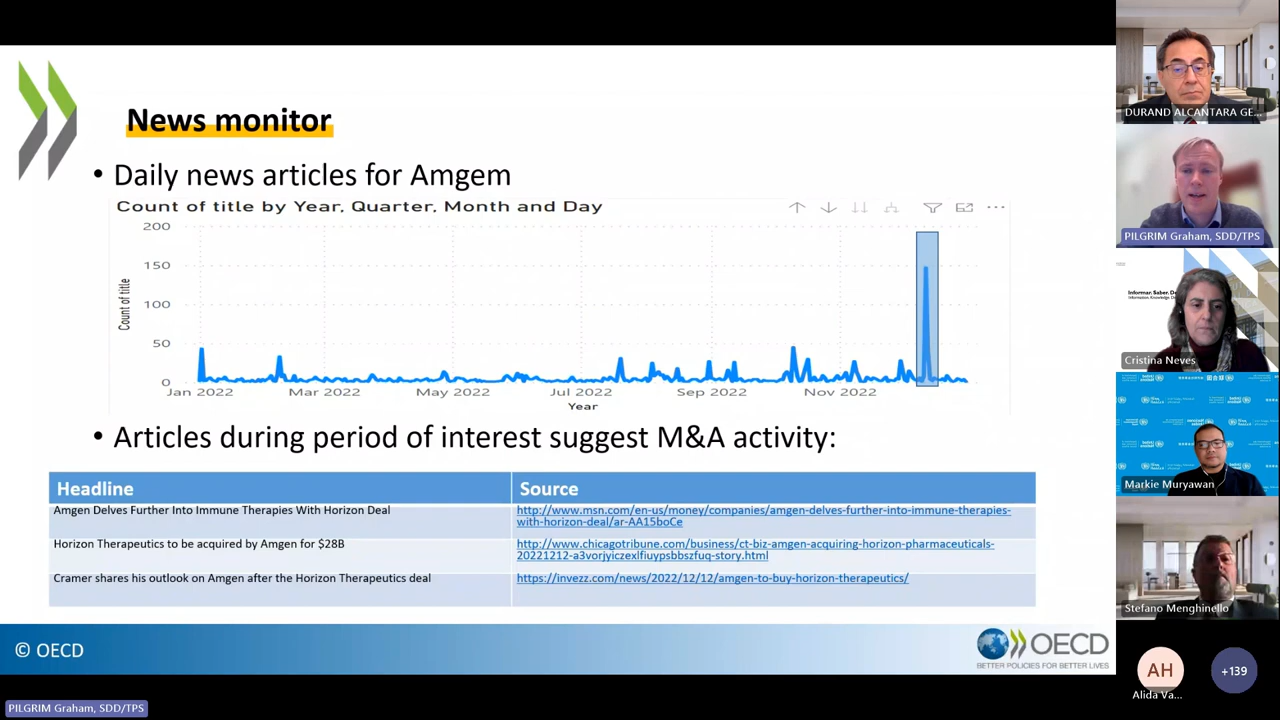 News monitor
• Daily news articles for Amgem
Count of title by Year, Quarter, Month and Day
200
150
100
50
0
Count of title
Jan 2022 Mar 2022 May 2022 Jul 2022 Sep 2022 Nov 2022
Year
• Articles during period of interest suggest M&A activity:
Headline Source
Amgen Delves Further Into Immune Therapies With Horizon Deal
http://www.msn.com/en-us/money/companies/amgen-delves-further-into-immune-therapies-
with-horizon-deal/ar-AA15boCe
Horizon Therapeutics to be acquired by Amgen for $28B
http://www.chicagotribune.com/business/ct-biz-amgen-acquiring-horizon-pharmaceuticals-
20221212-a3vorjyiczexlfiuypsbbszfuq-story.html
Cramer shares his outlook on Amgen after the Horizon Therapeutics deal
https://invezz.com/news/2022/12/12/amgen-to-buy-horizon-therapeutics/
© OECD
OECD
BETTER POLICIES FOR BETTER LIVES
PILGRIM Graham, SDD/TPS
DURAND ALCANTARA GE...
PILGRIM Graham, SDD/TPS
Informar. Saber. De
Cristina Neves
Markie Muryawan
Stefano Menghinello
AH
Alida Va...
+139